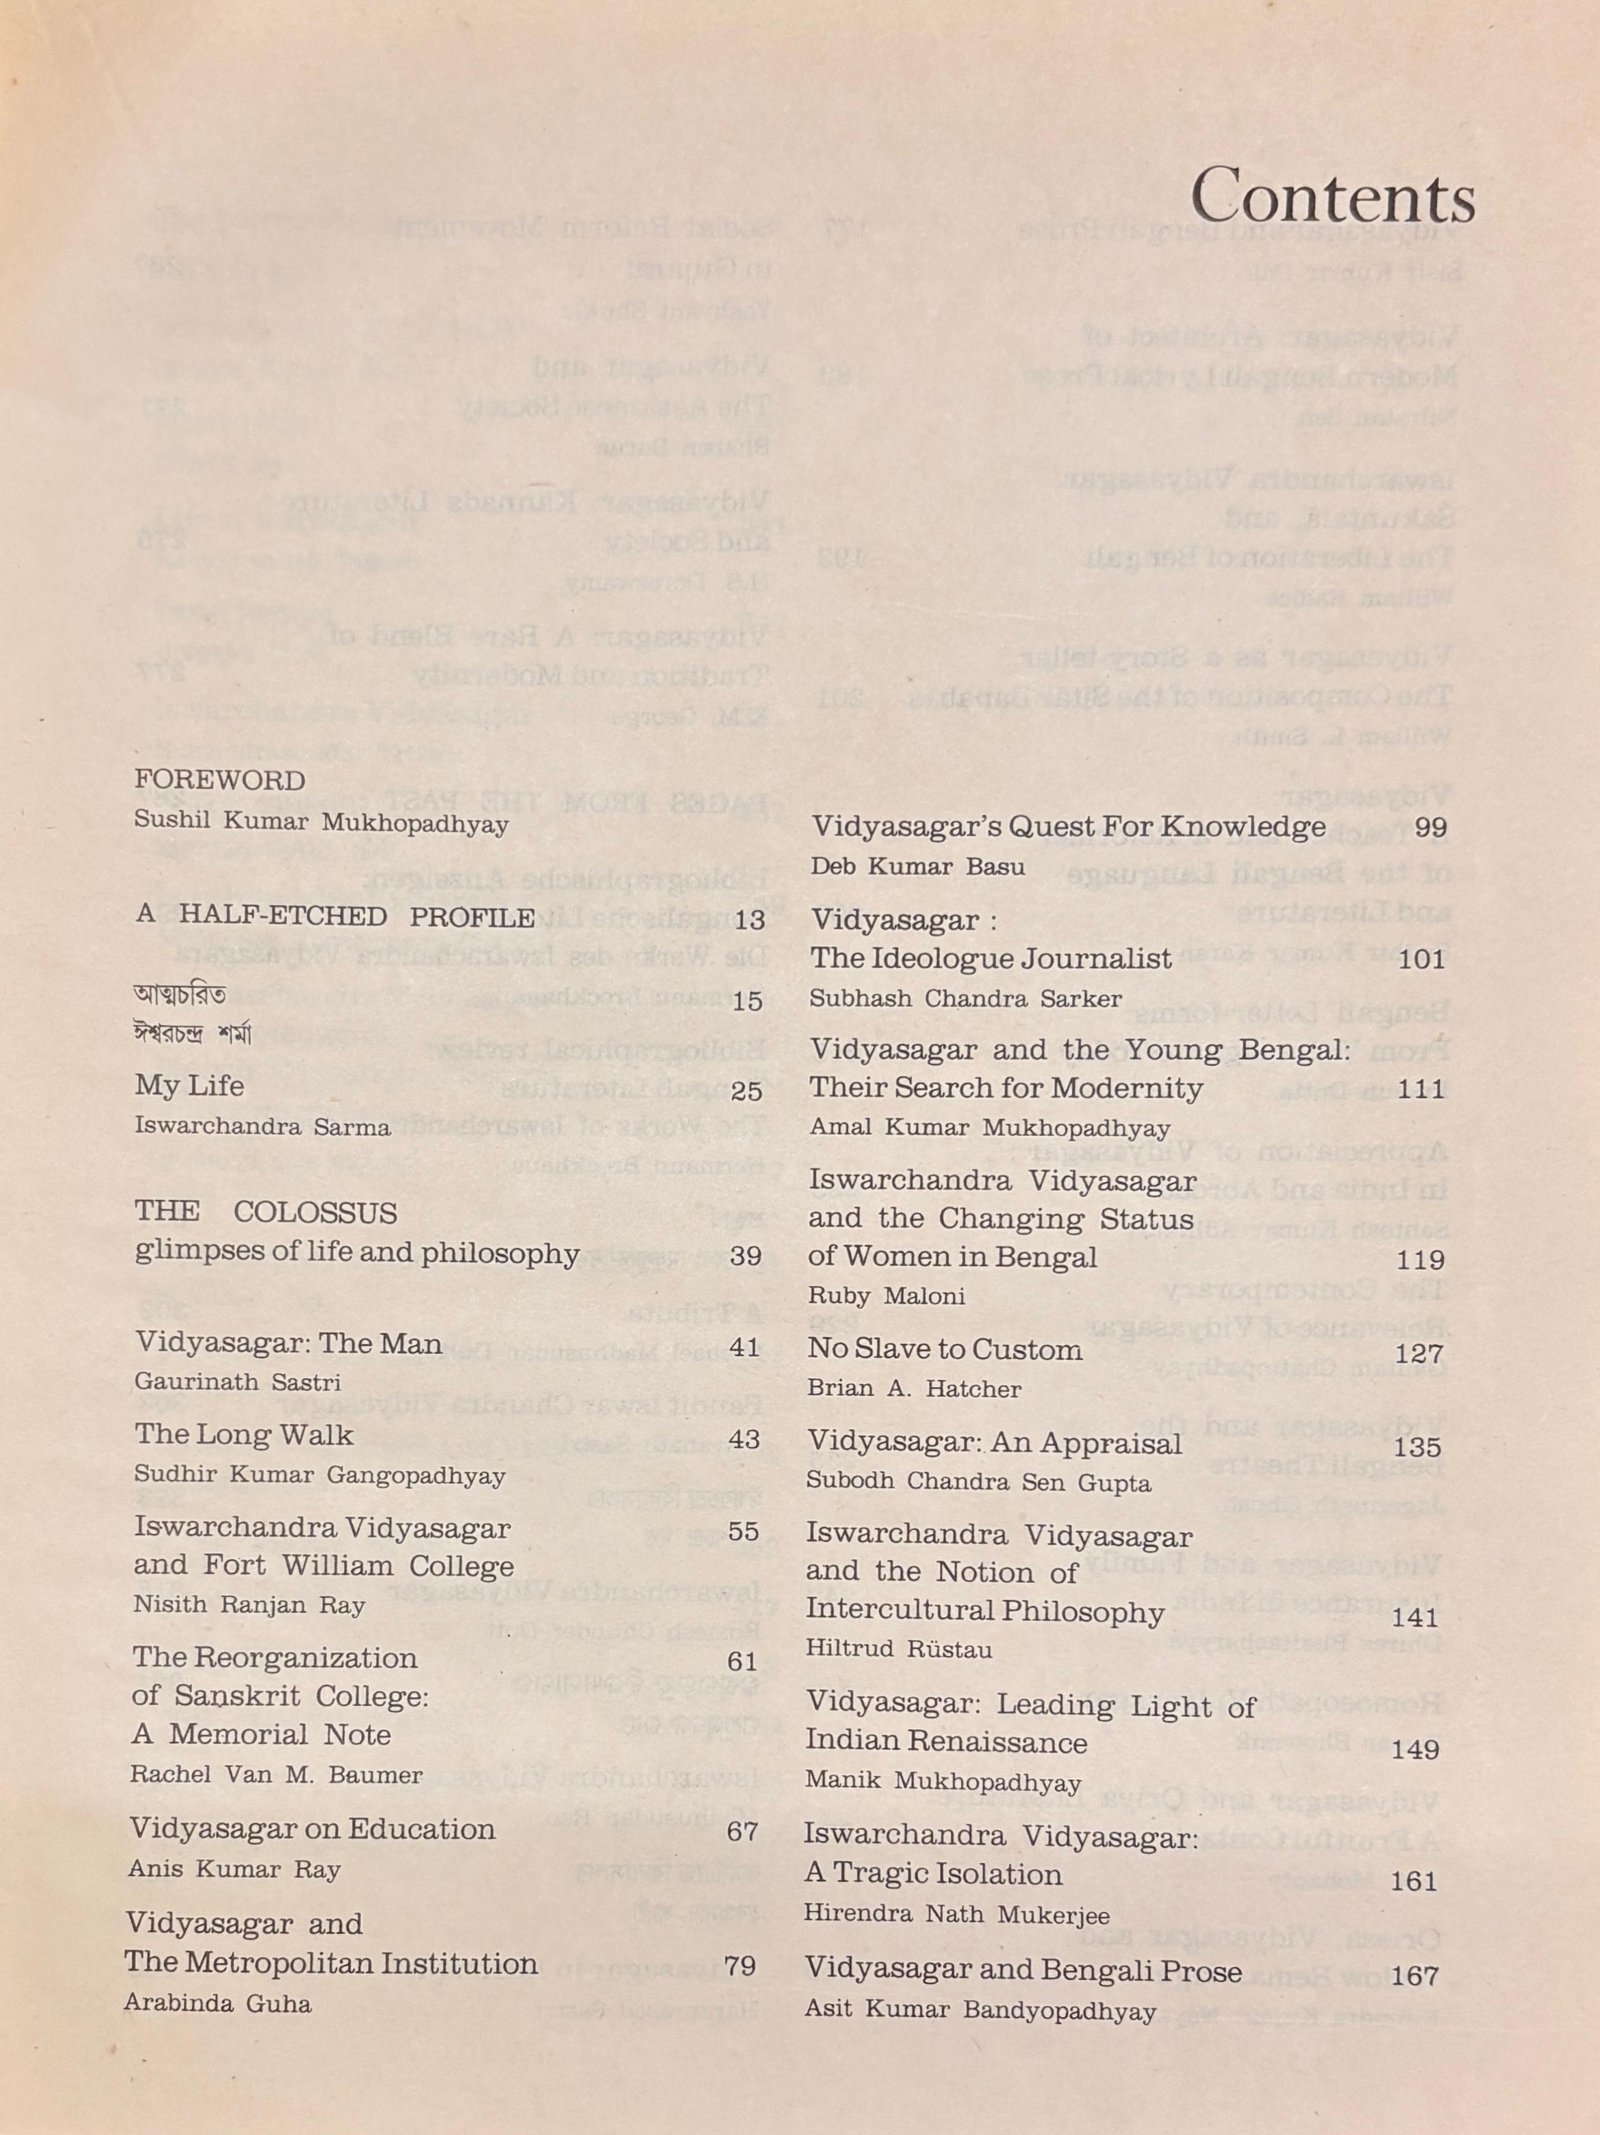 Contents
FOREWORD
Sushil Kumar Mukhopadhyay
A HALF-ETCHED PROFILE 13
আত্মচরিত 15
ঈশ্বরচন্দ্র শর্মা
My Life 25
Iswarchandra Sarma
THE COLOSSUS
glimpses of life and philosophy 39
Vidyasagar: The Man 41
Gaurinath Sastri
The Long Walk 43
Sudhir Kumar Gangopadhyay
Iswarchandra Vidyasagar 55
and Fort William College
Nisith Ranjan Ray
The Reorganization 61
of Sanskrit College:
A Memorial Note
Rachel Van M. Baumer
Vidyasagar on Education 67
Anis Kumar Ray
Vidyasagar and
The Metropolitan Institution 79
Arabinda Guha
Vidyasagar's Quest For Knowledge 99
Deb Kumar Basu
Vidyasagar :
The Ideologue Journalist 101
Subhash Chandra Sarker
Vidyasagar and the Young Bengal:
Their Search for Modernity 111
Amal Kumar Mukhopadhyay
Iswarchandra Vidyasagar
and the Changing Status
of Women in Bengal 119
Ruby Maloni
No Slave to Custom 127
Brian A. Hatcher
Vidyasagar: An Appraisal 135
Subodh Chandra Sen Gupta
Iswarchandra Vidyasagar
and the Notion of
Intercultural Philosophy 141
Hiltrud Rüstau
Vidyasagar: Leading Light of
Indian Renaissance 149
Manik Mukhopadhyay
Iswarchandra Vidyasagar:
A Tragic Isolation 161
Hirendra Nath Mukerjee
Vidyasagar and Bengali Prose 167
Asit Kumar Bandyopadhyay